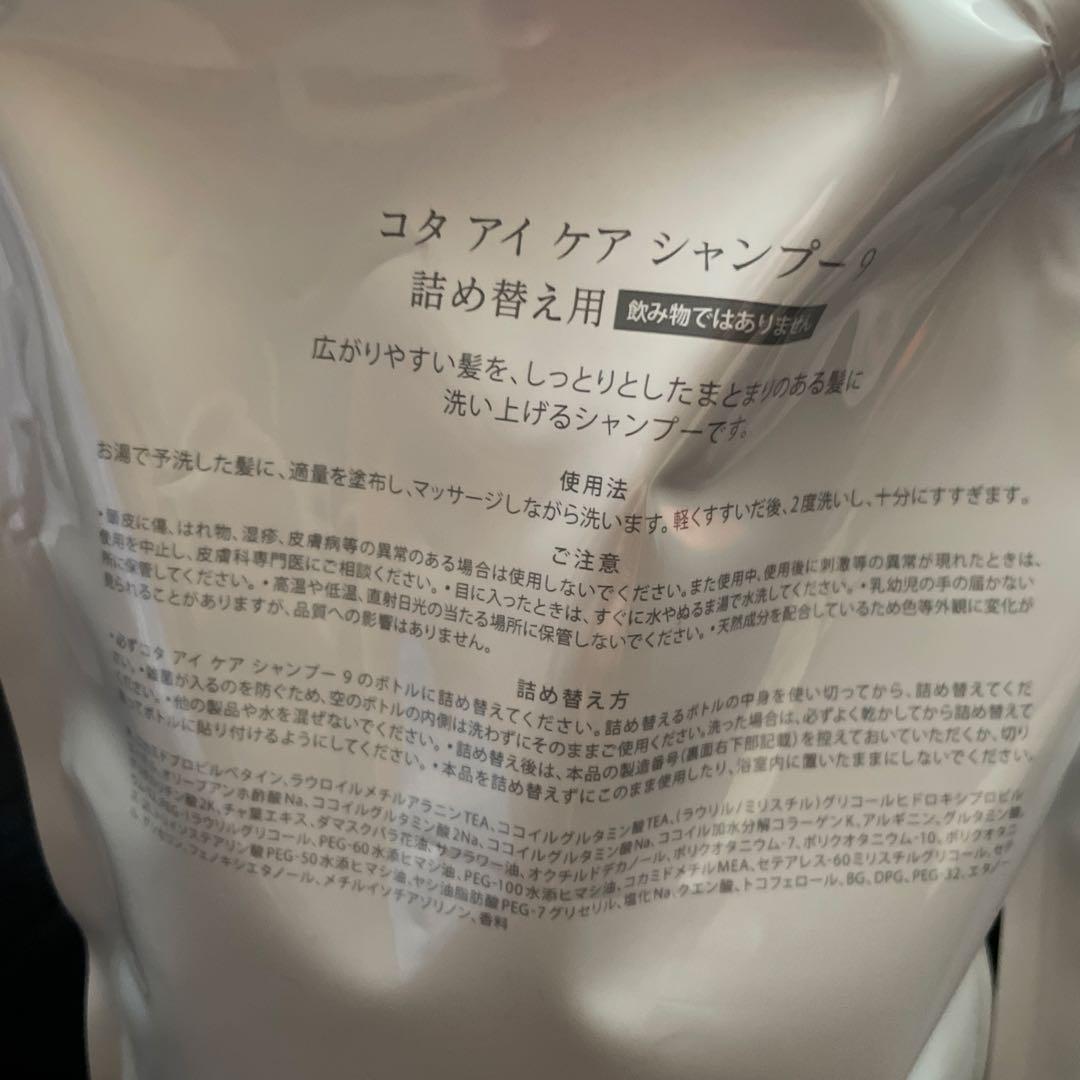 コタ アイ ケア シャンプー 9
詰め替え用 飲み物ではありません
広がりやすい髪を、しっとりとしたまとまりのある髪に
洗い上げるシャンプーです。
使用法
お湯で予洗した髪に、適量を塗布し、マッサージしながら洗います。軽くすすいだ後、2度洗いし、十分にすすぎます。
ご注意
・頭皮に傷、はれ物、湿疹、皮膚病等の異常のある場合は使用しないでください。また使用中、使用後に刺激等の異常が現れたときは、
使用を中止し、皮膚科専門医にご相談ください。・目に入ったときは、すぐに水やぬるま湯で水洗してください。・乳幼児の手の届かない
所に保管してください。・高温や低温、直射日光の当たる場所に保管しないでください。・天然成分を配合しているため色等外観に変化が
見られることがありますが、品質への影響はありません。
詰め替え方
・必ずコタ アイ ケア シャンプー 9 のボトルに詰め替えてください。詰め替えるボトルの中身を使い切ってから、詰め替えてくだ
さい。・雑菌が入るのを防ぐため、空のボトルの内側は洗わずにそのままご使用ください。洗った場合は、必ずよく乾かしてから詰め替えて
ください。・他の製品や水を混ぜないでください。・詰め替え後は、本品の製造番号(裏面右下部記載)を控えておいていただくか、切り
取ってボトルに貼り付けるようにしてください。・本品を詰め替えずにこのまま使用したり、浴室内に置いたままにしないでください。
ミドプロピルベタイン、ラウロイルメチルアラニンTEA、ココイルグルタミン酸TEA、(ラウリル/ミリスチル)グリコールヒドロキシプロピル
オリーブアンホ酢酸Na、ココイルグルタミン酸2Na、ココイルグルタミン酸Na、ココイル加水分解コラーゲンK、アルギニン、グルタミン酸、
チン酸2K、チャ葉エキス、ダマスクバラ花油、サフラワー油、オクチルドデカノール、ポリクオタニウム-7、ポリクオタニウム-10、ポリクオタニ
ラウリルグリコール、PEG-60水添ヒマシ油、PEG-100水添ヒマシ油、コカミドメチルMEA、セテアレス-60ミリスチルグリコール、セテ
イソステアリン酸PEG-50水添ヒマシ油、ヤシ油脂肪酸PEG-7グリセリル、塩化Na、クエン酸、トコフェロール、BG、DPG、PEG-32、エタノー
フェノキシエタノール、メチルイソチアゾリノン、香料